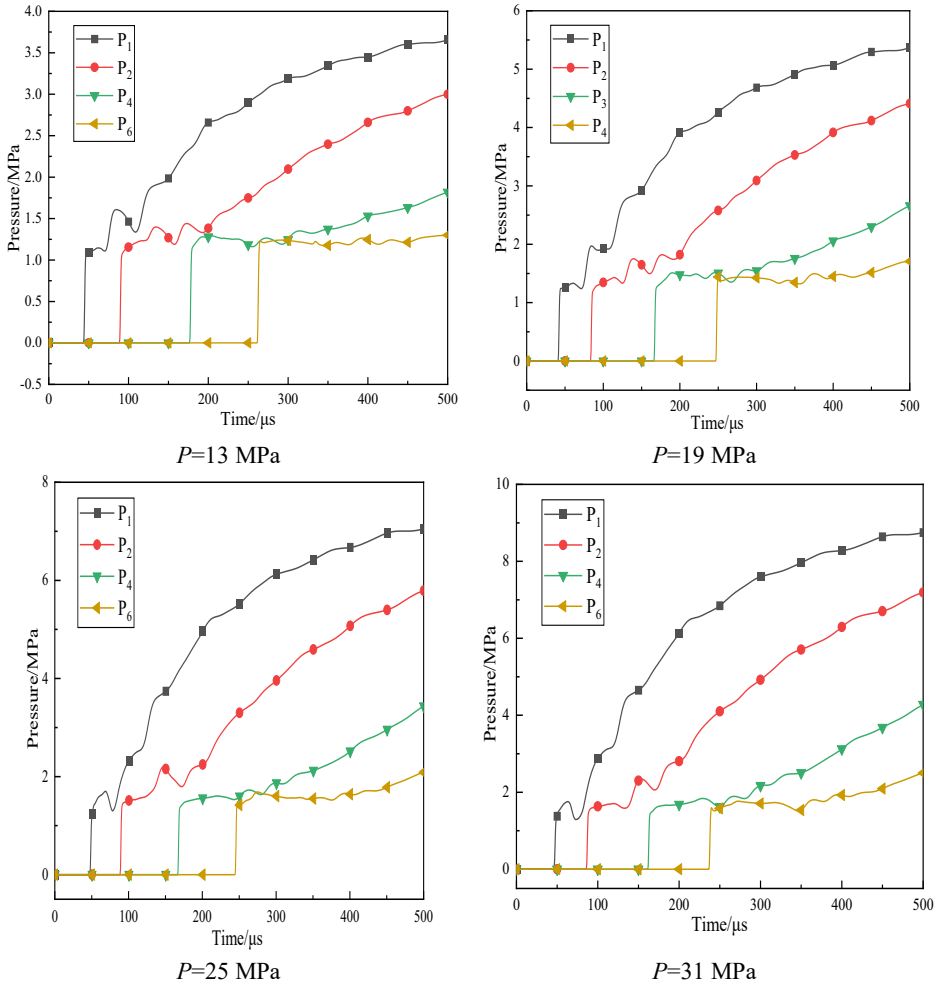 4.0
3.5
3.0
2.5
2.0
1.5
1.0
0.5
0.0
-0.5
Pressure/MPa
P1
P2
P4
P6
0 100 200 300 400 500
Time/μs
P=13 MPa
6
5
4
3
2
1
0
Pressure/MPa
P1
P2
P3
P4
0 100 200 300 400 500
Time/μs
P=19 MPa
8
6
4
2
0
Pressure/MPa
P1
P2
P4
P6
0 100 200 300 400 500
Time/μs
P=25 MPa
10
8
6
4
2
0
Pressure/MPa
P1
P2
P4
P6
0 100 200 300 400 500
Time/μs
P=31 MPa